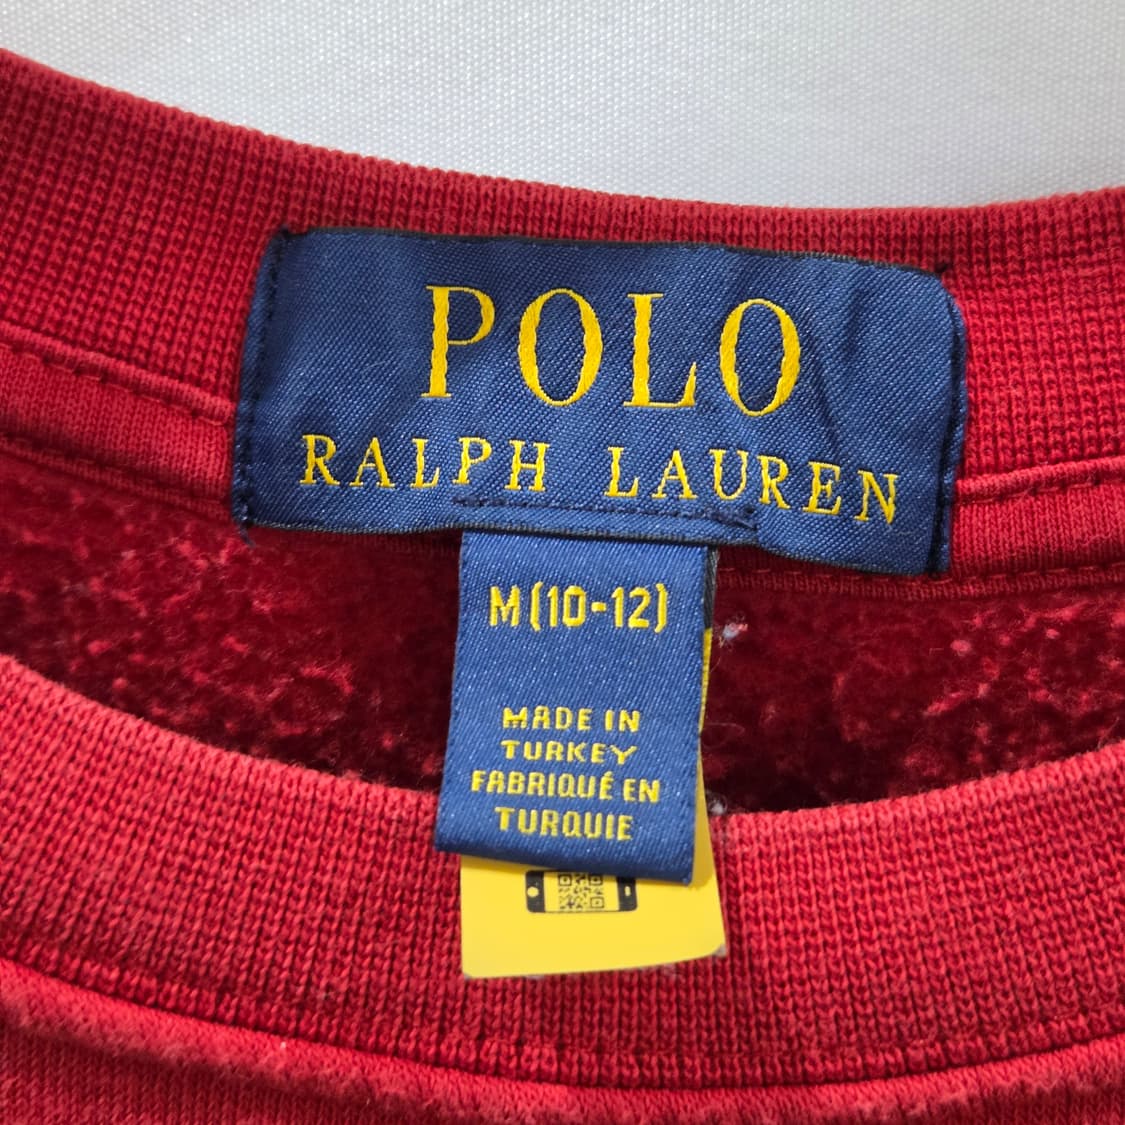 POLO
RALPH LAUREN
M(10-12)
MADE IN
TURKEY
FABRIQUÉ EN
TURQUIE